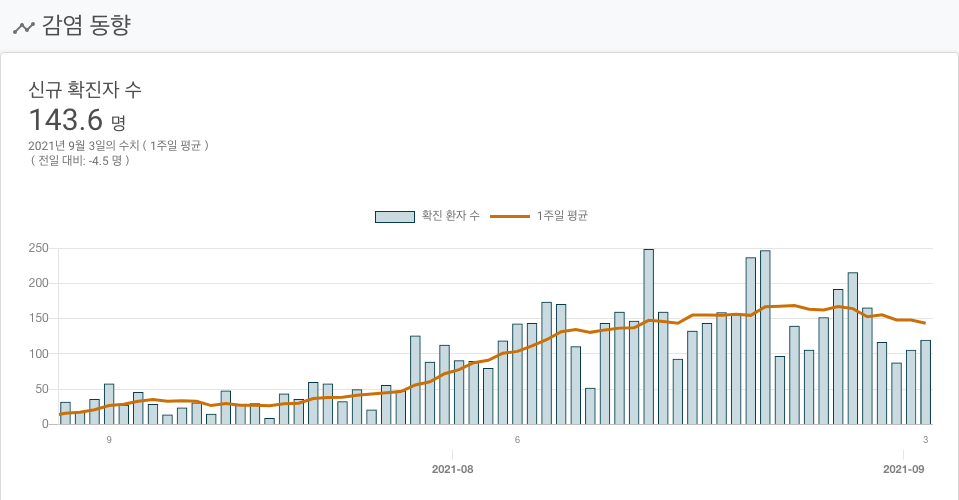 감염 동향
신규 확진자 수
143.6 명
2021년 9월 3일의 수치 ( 1주일 평균 )
( 전일 대비: -4.5 명 )
확진 환자 수 1주일 평균
250
200
150
100
50
0
9 6 3
2021-08 2021-09